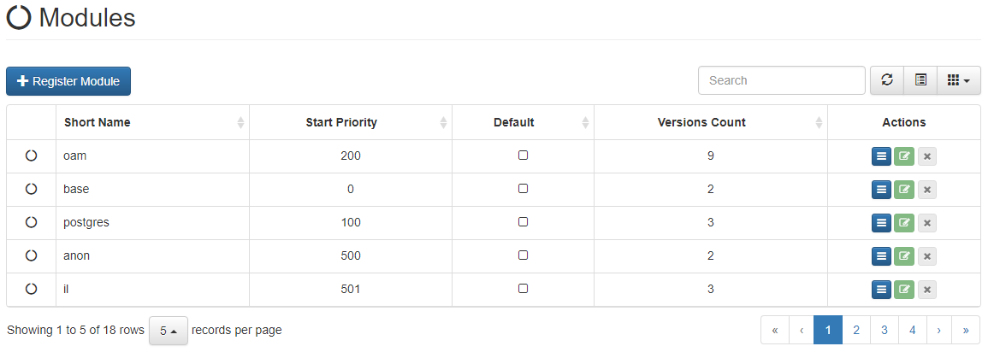 Modules
Register Module
Search
Short Name Start Priority Default Versions Count Actions
oam 200 9
base 0 2
postgres 100 3
anon 500 2
il 501 3
Showing 1 to 5 of 18 rows 5 records per page « ‹ 1 2 3 4 › »